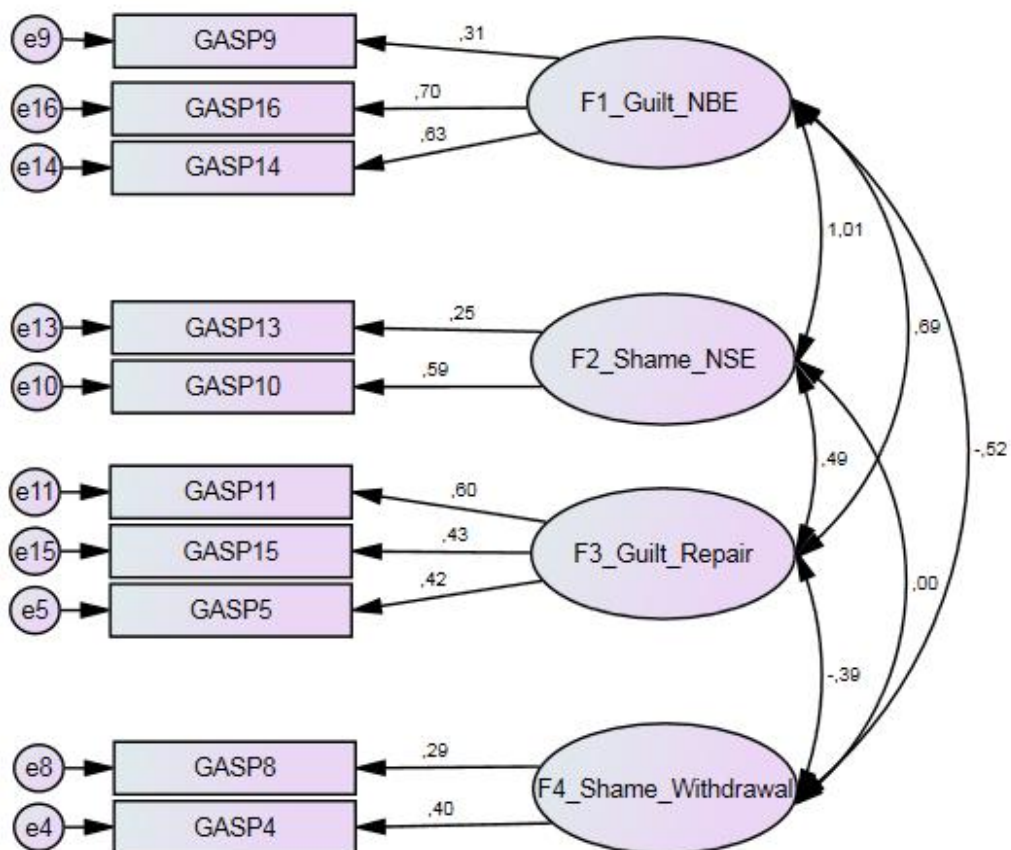 e9 GASP9 ,31
F1_Guilt_NBE
e16 GASP16 ,70
e14 GASP14 ,63
1,01
,69
e13 GASP13 ,25
F2_Shame_NSE
e10 GASP10 ,59
,49
-,52
e11 GASP11 ,60
e15 GASP15 ,43
F3_Guilt_Repair
e5 GASP5 ,42
,00
-,39
e8 GASP8 ,29
F4_Shame_Withdrawal
e4 GASP4 ,40